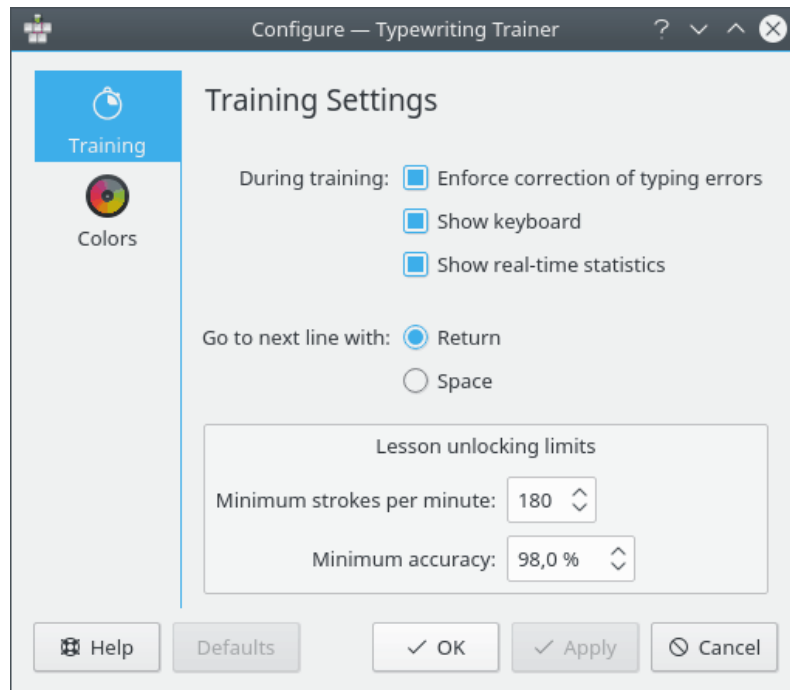 Configure — Typewriting Trainer
Training
Colors
Training Settings
During training: Enforce correction of typing errors
Show keyboard
Show real-time statistics
Go to next line with: Return
Space
Lesson unlocking limits
Minimum strokes per minute: 180
Minimum accuracy: 98,0 %
Help Defaults OK Apply Cancel